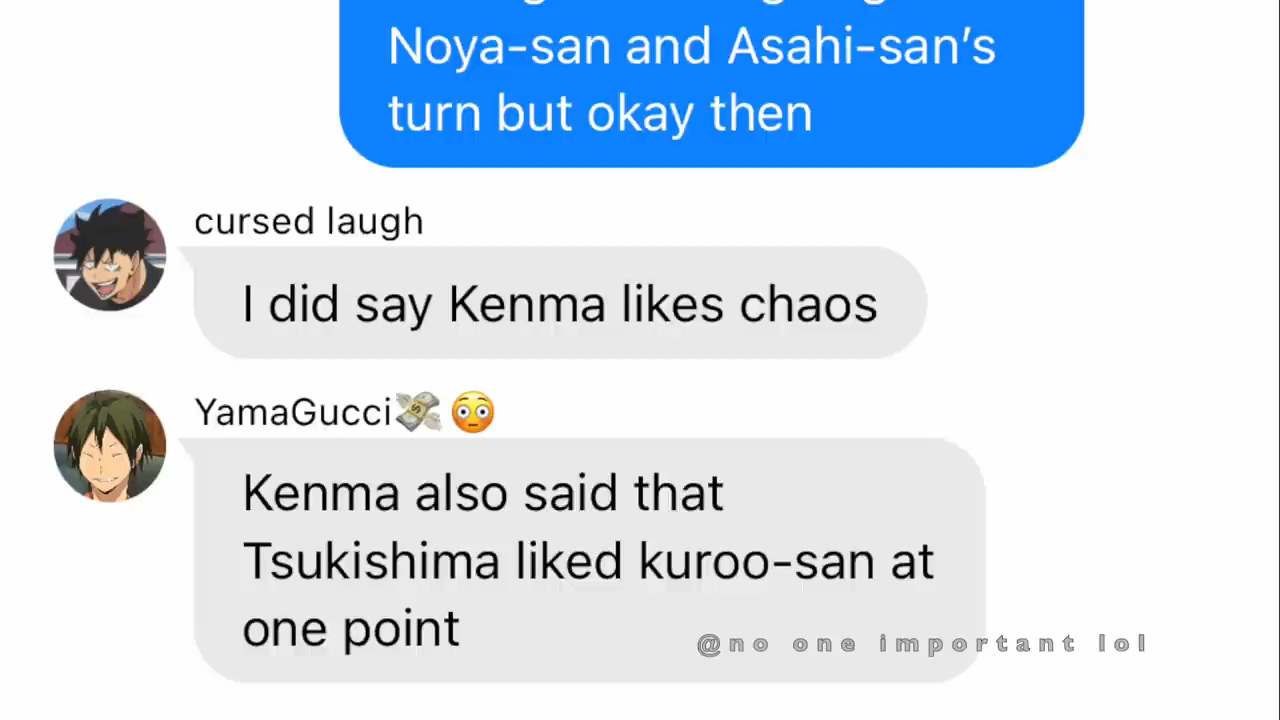 Noya-san and Asahi-san’s
turn but okay then
cursed laugh
I did say Kenma likes chaos
YamaGucci💸😳
Kenma also said that
Tsukishima liked kuroo-san at
one point
@no one important lol